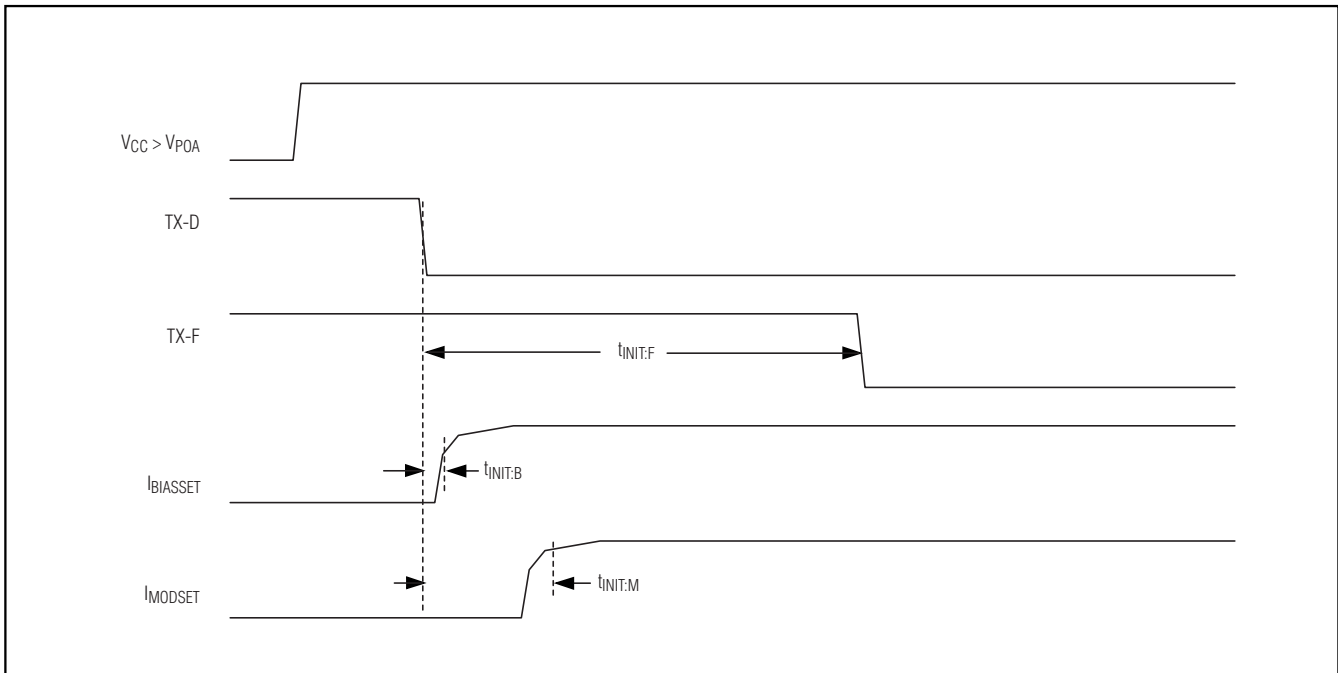 VCC > VPOA
TX-D
TX-F
tINIT:F
IBIASSET
tINIT:B
IMODSET
tINIT:M